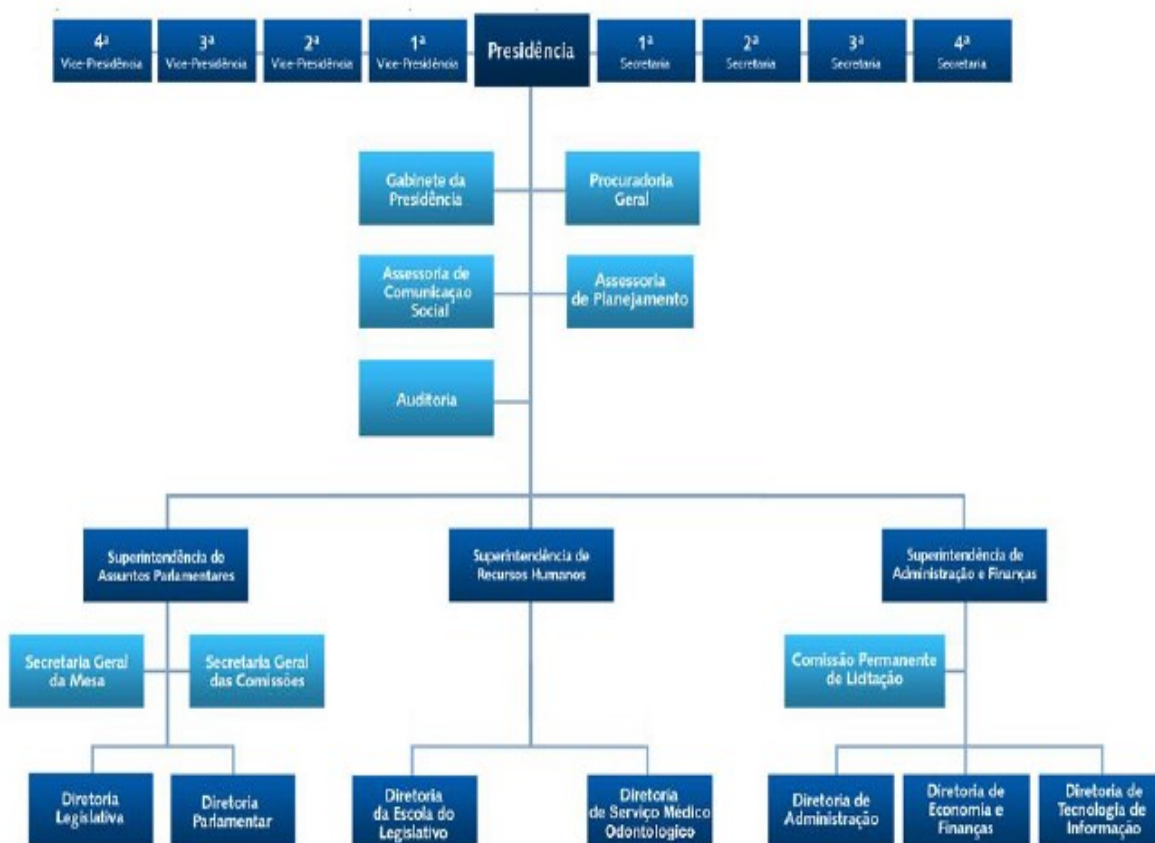 4ª
Vice-Presidência
3ª
Vice-Presidência
2ª
Vice-Presidência
1ª
Vice-Presidência
Presidência
1ª
Secretaria
2ª
Secretaria
3ª
Secretaria
4ª
Secretaria
Gabinete da
Presidência
Procuradoria
Geral
Assessoria de
Comunicaçao
Social
Assessoria
de Planejamento
Auditoria
Superintendência de
Assuntos Parlamentares
Superintendência de
Recursos Humanos
Superintendência de
Administração e Finanças
Secretaria Geral
da Mesa
Secretaria Geral
das Comissões
Comissão Permanente
de Licitação
Diretoria
Legislativa
Diretoria
Parlamentar
Diretoria
da Escola do
Legislativo
Diretoria
de Serviço Médico
Odontologico
Diretoria de
Administração
Diretoria de
Economia e
Finanças
Diretoria de
Tecnologia de
Informação